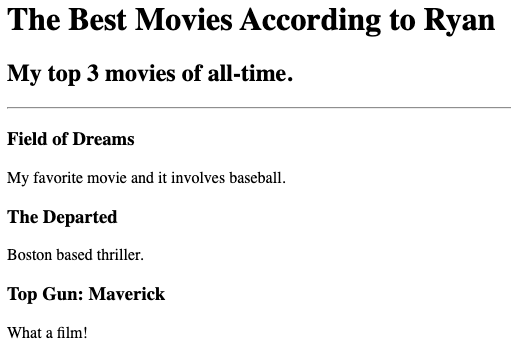 The Best Movies According to Ryan
My top 3 movies of all-time.
Field of Dreams
My favorite movie and it involves baseball.
The Departed
Boston based thriller.
Top Gun: Maverick
What a film!